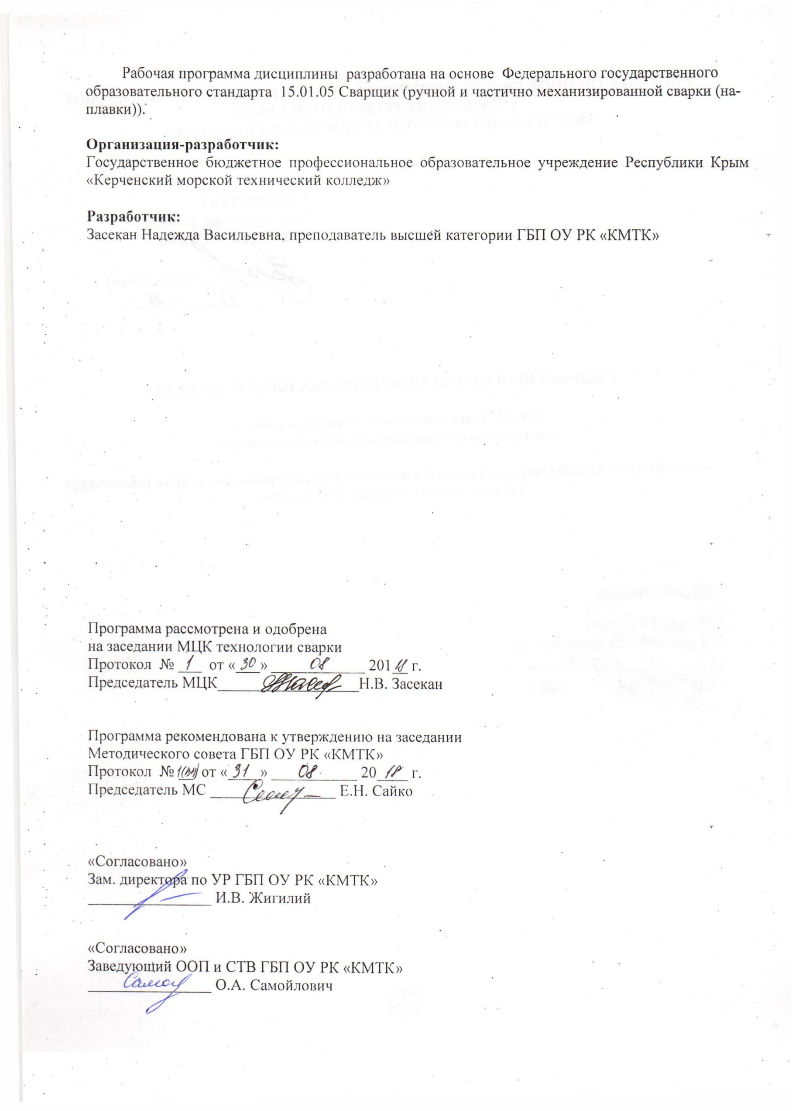 Рабочая программа дисциплины разработана на основе Федерального государственного
образовательного стандарта 15.01.05 Сварщик (ручной и частично механизированной сварки (на-
плавки)).
Организация-разработчик:
Государственное бюджетное профессиональное образовательное учреждение Республики Крым
«Керченский морской технический колледж»
Разработчик:
Засекан Надежда Васильевна, преподаватель высшей категории ГБП ОУ РК «КМТК»
Программа рассмотрена и одобрена
на заседании МЦК технологии сварки
Протокол № 1 от « 30 » 08 201 г.
Председатель МЦК Н.В. Засекан
Программа рекомендована к утверждению на заседании
Методического совета ГБП ОУ РК «КМТК»
Протокол № от « 31 » 08 20 18 г.
Председатель МС Е.Н. Сайко
«Согласовано»
Зам. директора по УР ГБП ОУ РК «КМТК»
И.В. Жигилий
«Согласовано»
Заведующий ООП и СТВ ГБП ОУ РК «КМТК»
О.А. Самойлович